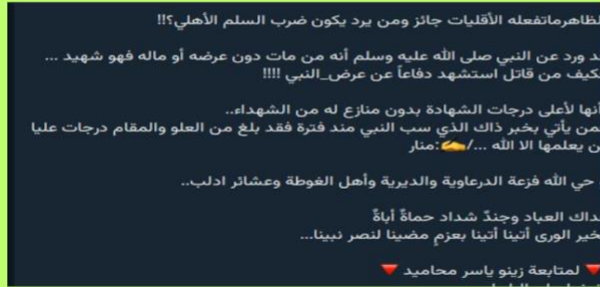 لظاهرماتفعله الأقليات جائز ومن يرد يكون ضرب السلم الأهلي؟!!
د ورد عن النبي صلى الله عليه وسلم أنه من مات دون عرضه أو ماله فهو شهيد ...
كيف من قاتل استشهد دفاعاً عن عرض_النبي !!!!
أنها لأعلى درجات الشهادة بدون منازع له من الشهداء..
من يأتي بخبر ذاك الذي سب النبي مند فترة فقد بلغ من العلو والمقام درجات عليا
ن يعلمها الا الله .../✍️:منار
حي الله فزعة الدرعاوية والديرية وأهل الغوطة وعشائر ادلب..
داك العباد وجندٌ شداد حماةٌ أباةٌ
خير الورى أتينا أتينا بعزمٍ مضينا لنصر نبينا...
🔻 لمتابعة زينو ياسر محاميد 🔻